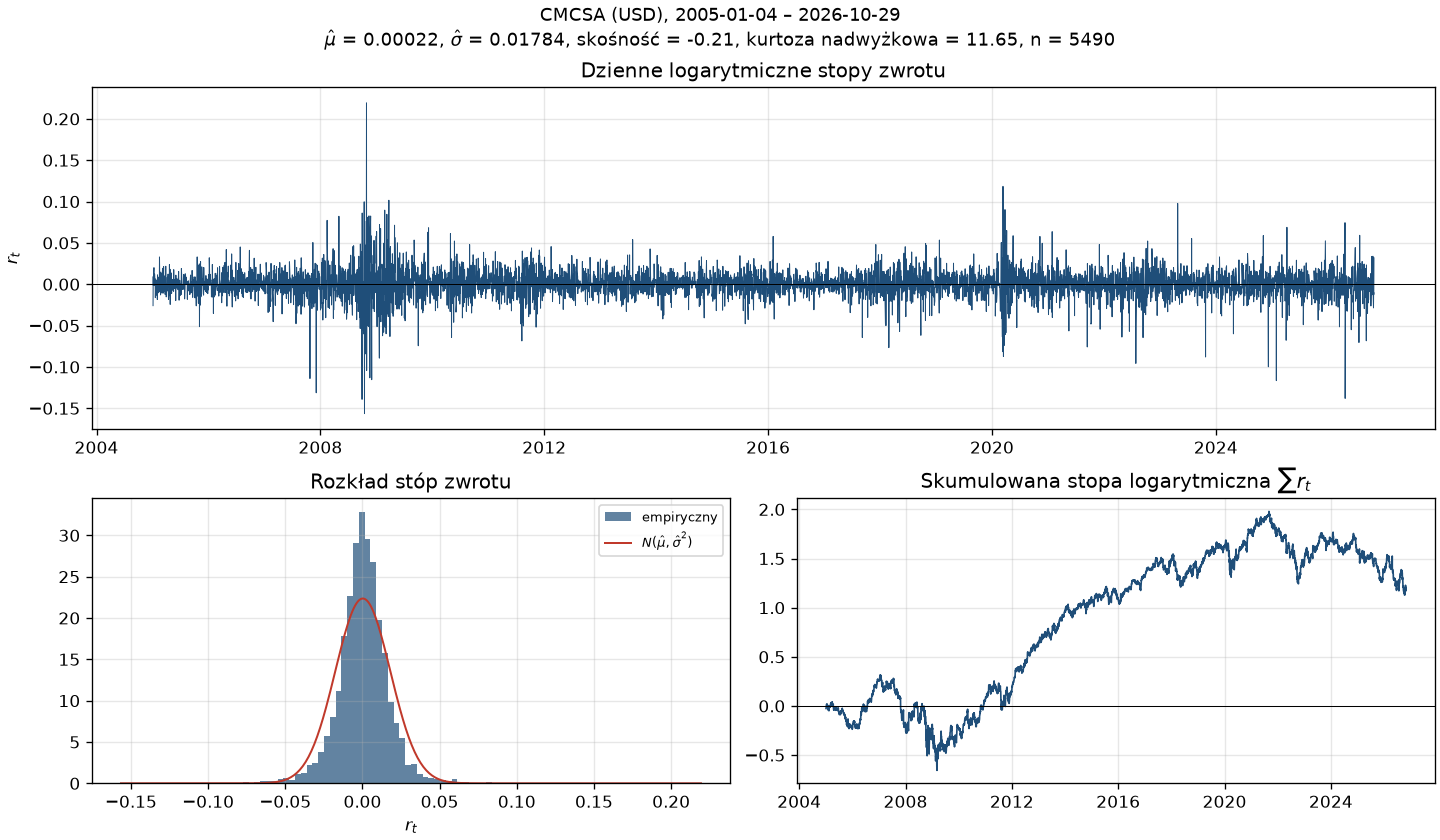 CMCSA (USD), 2005-01-04 – 2026-10-29
μ̂ = 0.00022, σ̂ = 0.01784, skośność = -0.21, kurtoza nadwyżkowa = 11.65, n = 5490
Dzienne logarytmiczne stopy zwrotu
r_t
0.20
0.15
0.10
0.05
0.00
−0.05
−0.10
−0.15
2004 2008 2012 2016 2020 2024
Rozkład stóp zwrotu
empiryczny
N(μ̂, σ̂²)
30
25
20
15
10
5
0
−0.15 −0.10 −0.05 0.00 0.05 0.10 0.15 0.20
r_t
Skumulowana stopa logarytmiczna ∑r_t
2.0
1.5
1.0
0.5
0.0
−0.5
2004 2008 2012 2016 2020 2024